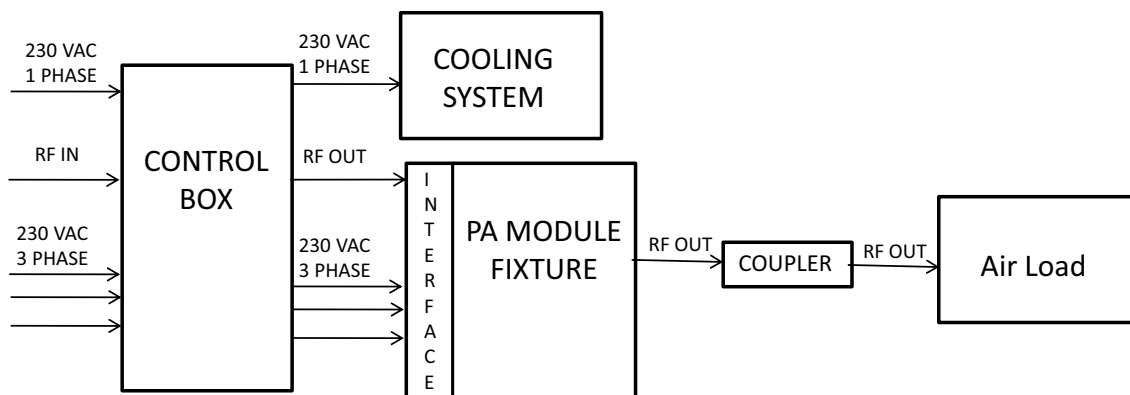 230 VAC
1 PHASE
RF IN
230 VAC
3 PHASE
CONTROL
BOX
230 VAC
1 PHASE
RF OUT
230 VAC
3 PHASE
COOLING
SYSTEM
I
N
T
E
R
F
A
C
E
PA MODULE
FIXTURE
RF OUT
COUPLER
RF OUT
Air Load